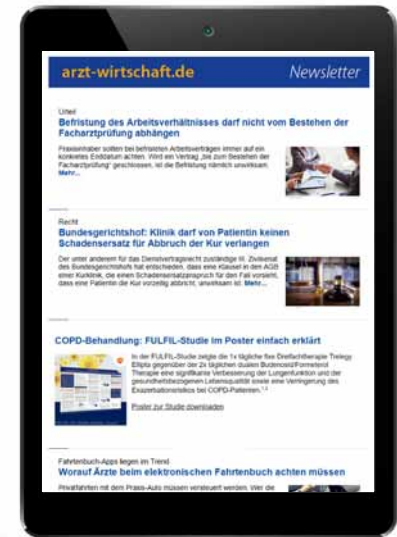 arzt-wirtschaft.de Newsletter
Urteil
Befristung des Arbeitsverhältnisses darf nicht vom Bestehen der
Facharztprüfung abhängen
Praxisinhaber sollten bei befristeten Arbeitsverträgen immer auf ein
konkretes Enddatum achten. Wird ein Vertrag „bis zum Bestehen der
Facharztprüfung“ geschlossen, ist die Befristung nämlich unwirksam.
Mehr...
Recht
Bundesgerichtshof: Klinik darf von Patientin keinen
Schadensersatz für Abbruch der Kur verlangen
Der unter anderem für das Dienstvertragsrecht zuständige III. Zivilsenat
des Bundesgerichtshofs hat entschieden, dass eine Klausel in den AGB
einer Kurklinik, die einen Schadensersatzanspruch für den Fall vorsieht,
dass eine Patientin die Kur vorzeitig abbricht, unwirksam ist. Mehr...
COPD-Behandlung: FULFIL-Studie im Poster einfach erklärt
In der FULFIL-Studie zeigte die 1x tägliche fixe Dreifachtherapie Trelegy
Ellipta gegenüber der 2x täglichen dualen Budesonid/Formoterol
Therapie eine signifikante Verbesserung der Lungenfunktion und der
gesundheitsbezogenen Lebensqualität sowie eine Verringerung des
Exazerbationsrisikos bei COPD-Patienten.1,2
Poster zur Studie downloaden
Fahrtenbuch-Apps liegen im Trend
Worauf Ärzte beim elektronischen Fahrtenbuch achten müssen
Privatfahrten mit dem Praxis-Auto müssen versteuert werden. Wer die